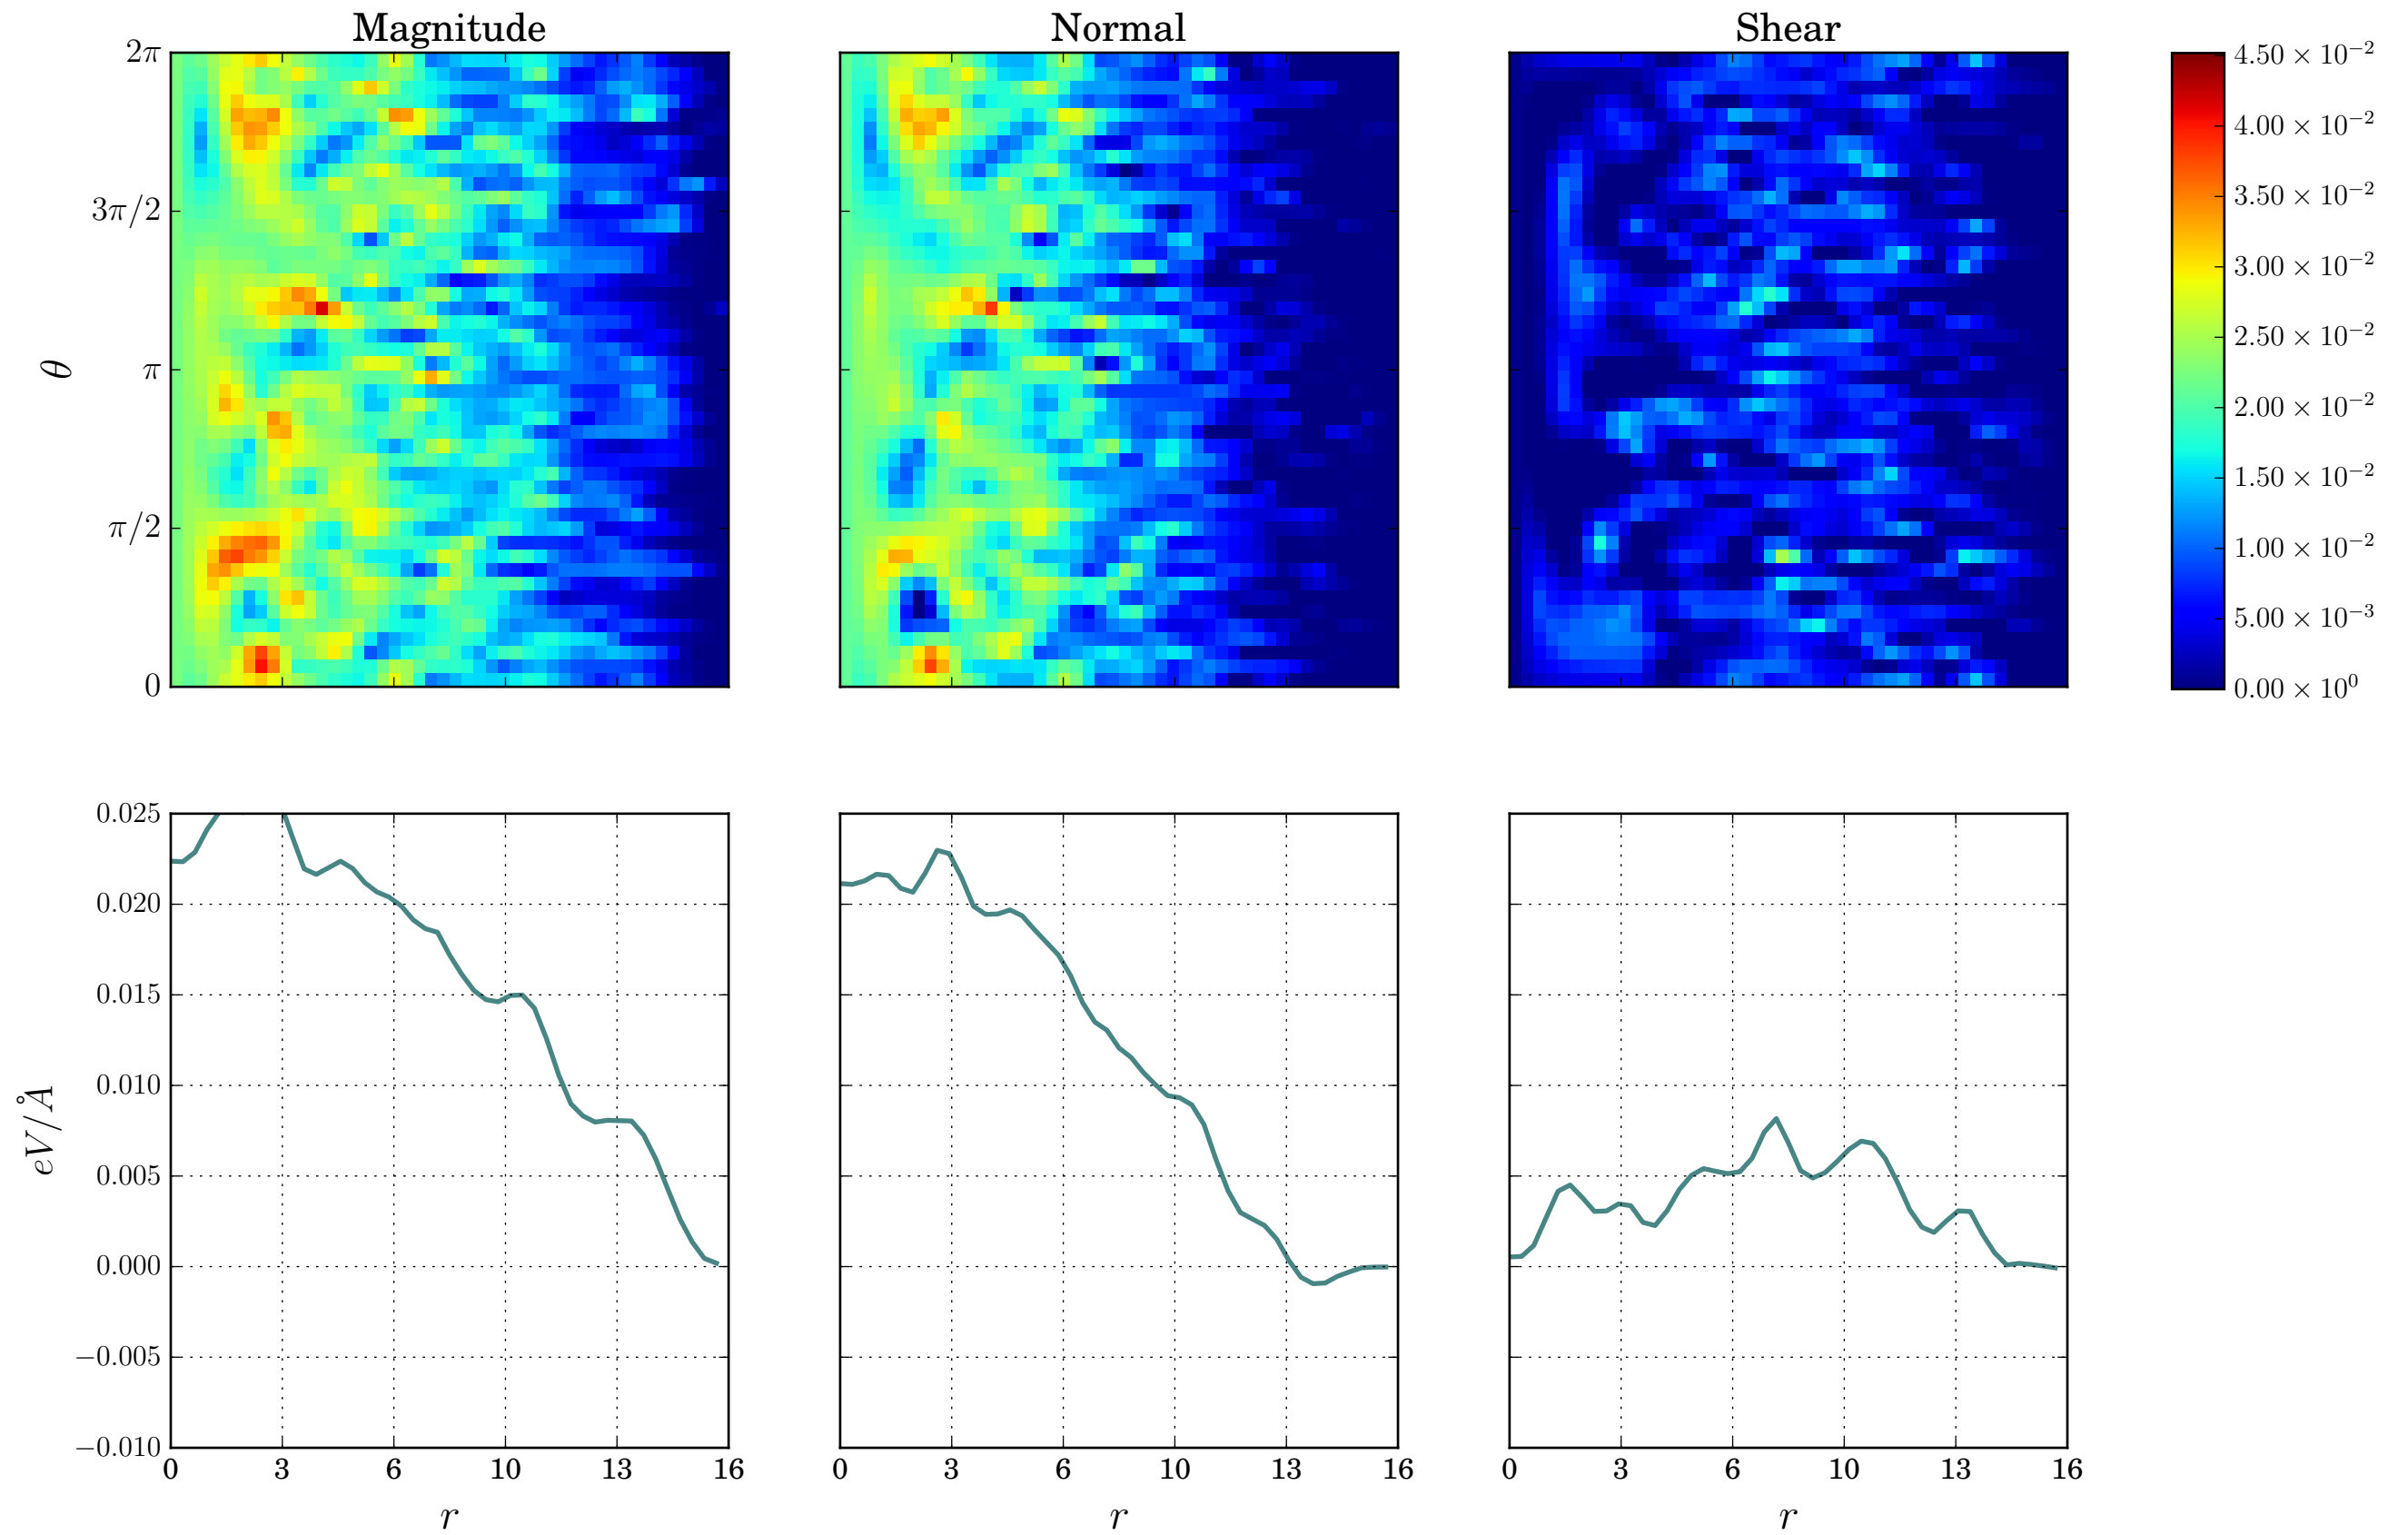 Magnitude Normal Shear
2π
3π/2
π
π/2
0
θ
4.50 × 10⁻²
4.00 × 10⁻²
3.50 × 10⁻²
3.00 × 10⁻²
2.50 × 10⁻²
2.00 × 10⁻²
1.50 × 10⁻²
1.00 × 10⁻²
5.00 × 10⁻³
0.00 × 10⁰
0.025
0.020
0.015
0.010
0.005
0.000
−0.005
−0.010
eV/Å
0 3 6 10 13 16
0 3 6 10 13 16
0 3 6 10 13 16
r r r